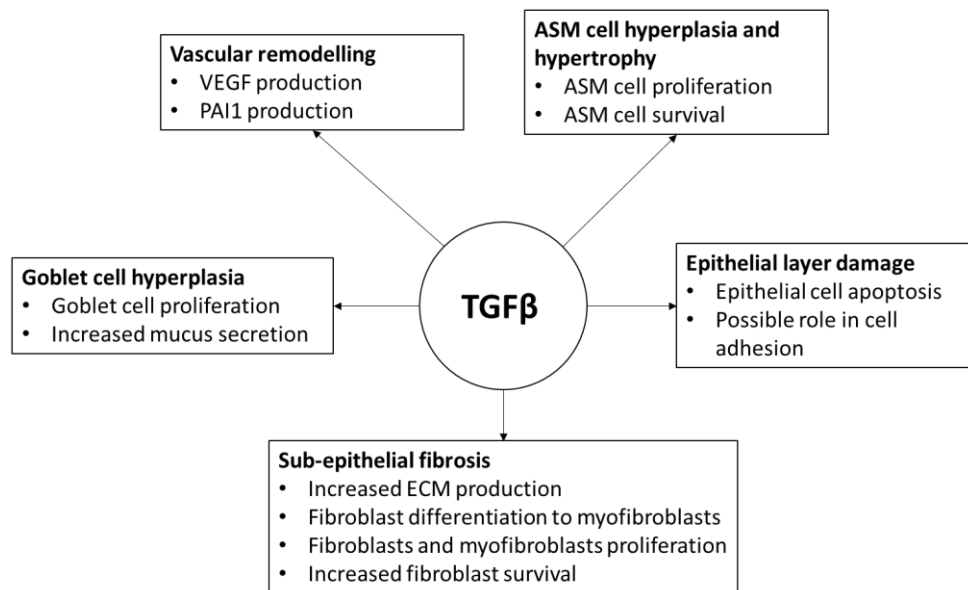 Vascular remodelling
• VEGF production
• PAI1 production
ASM cell hyperplasia and
hypertrophy
• ASM cell proliferation
• ASM cell survival
Goblet cell hyperplasia
• Goblet cell proliferation
• Increased mucus secretion
TGFβ
Epithelial layer damage
• Epithelial cell apoptosis
• Possible role in cell
adhesion
Sub-epithelial fibrosis
• Increased ECM production
• Fibroblast differentiation to myofibroblasts
• Fibroblasts and myofibroblasts proliferation
• Increased fibroblast survival